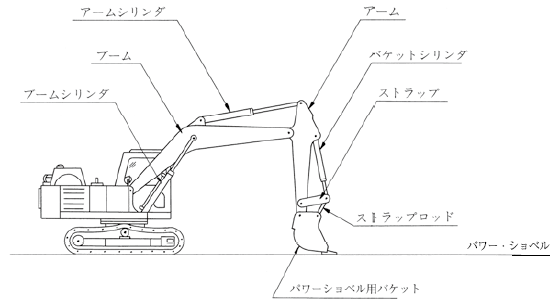 アームシリンダ
アーム
ブーム
バケットシリンダ
ブームシリンダ
ストラップ
ストラップロッド
パワー・ショベル
パワーショベル用バケット